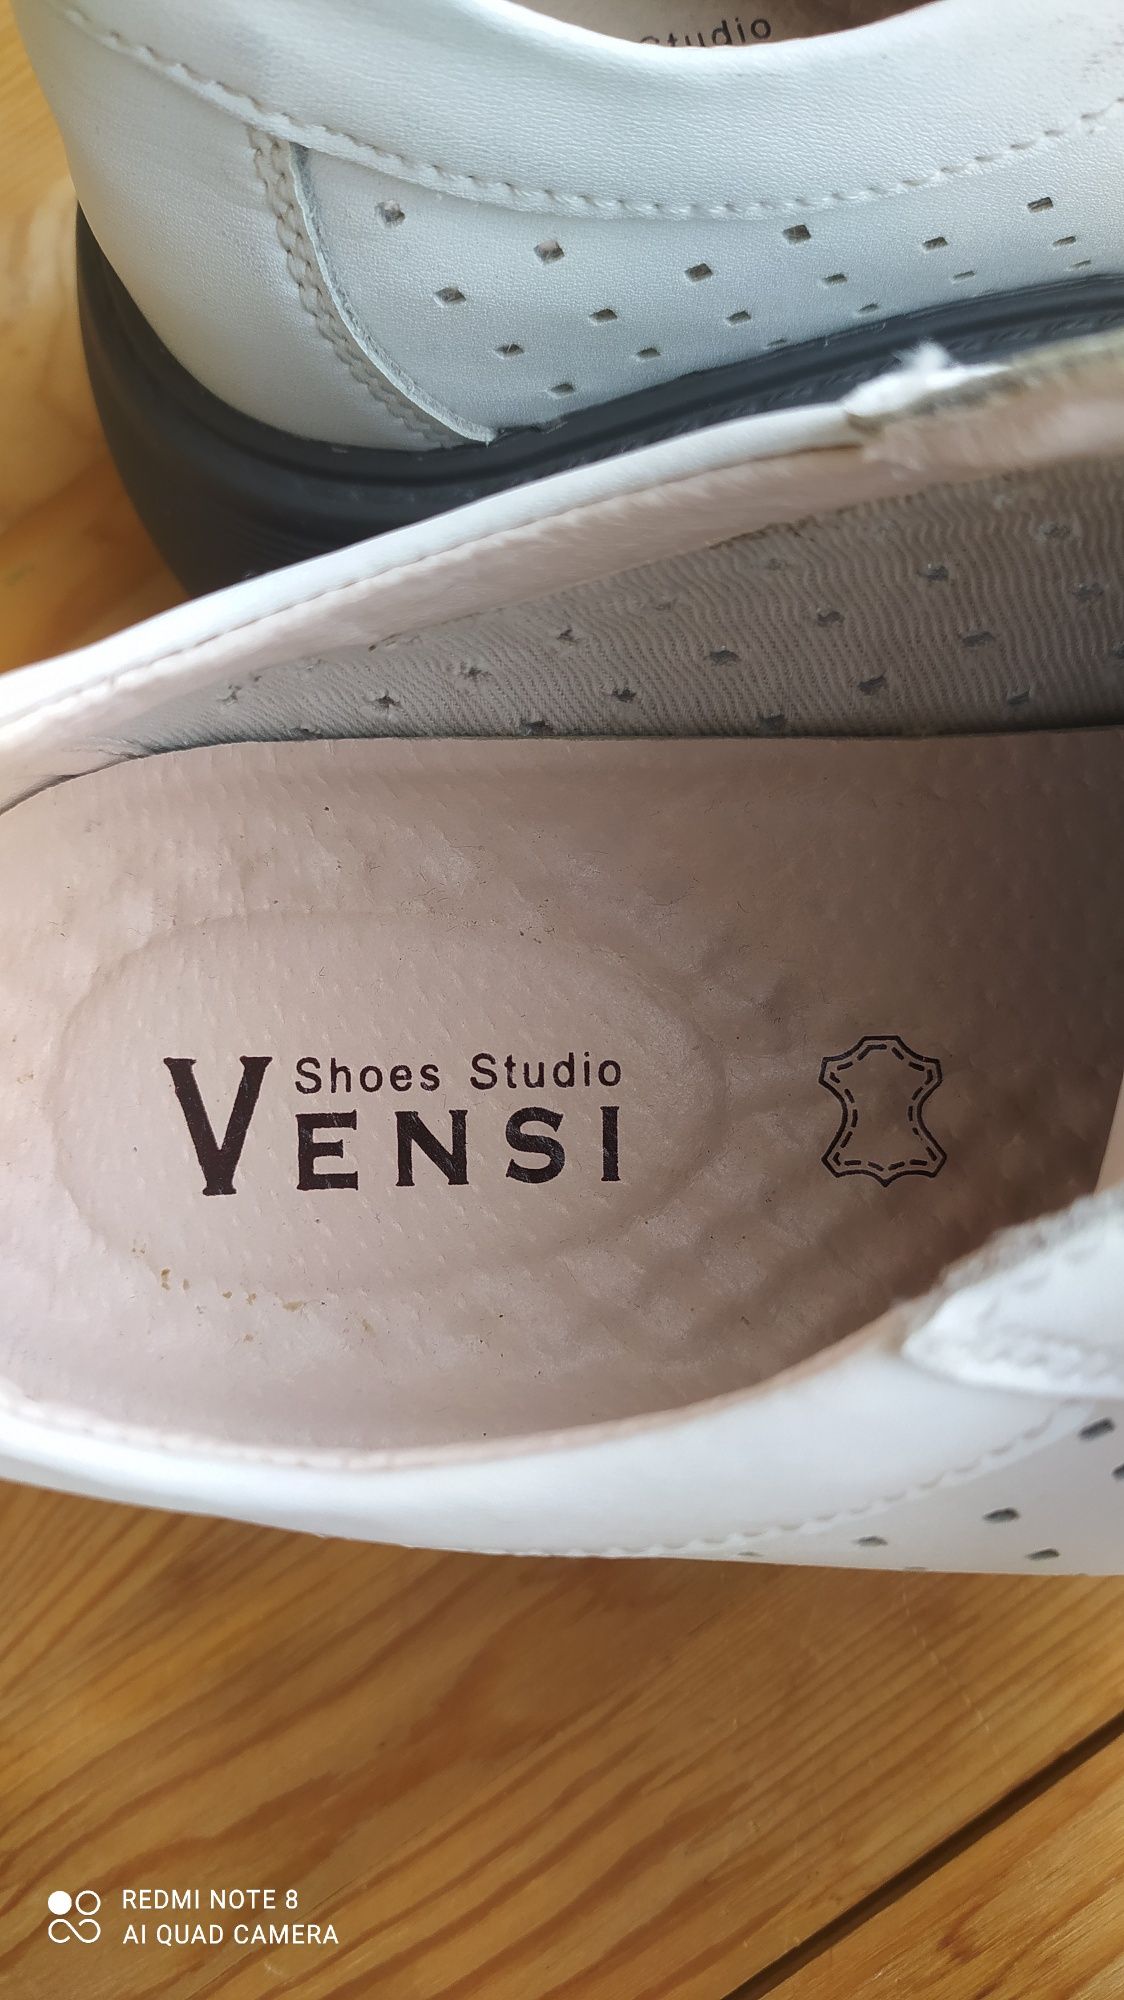 Studio
Shoes Studio
VENSI
REDMI NOTE 8
AI QUAD CAMERA